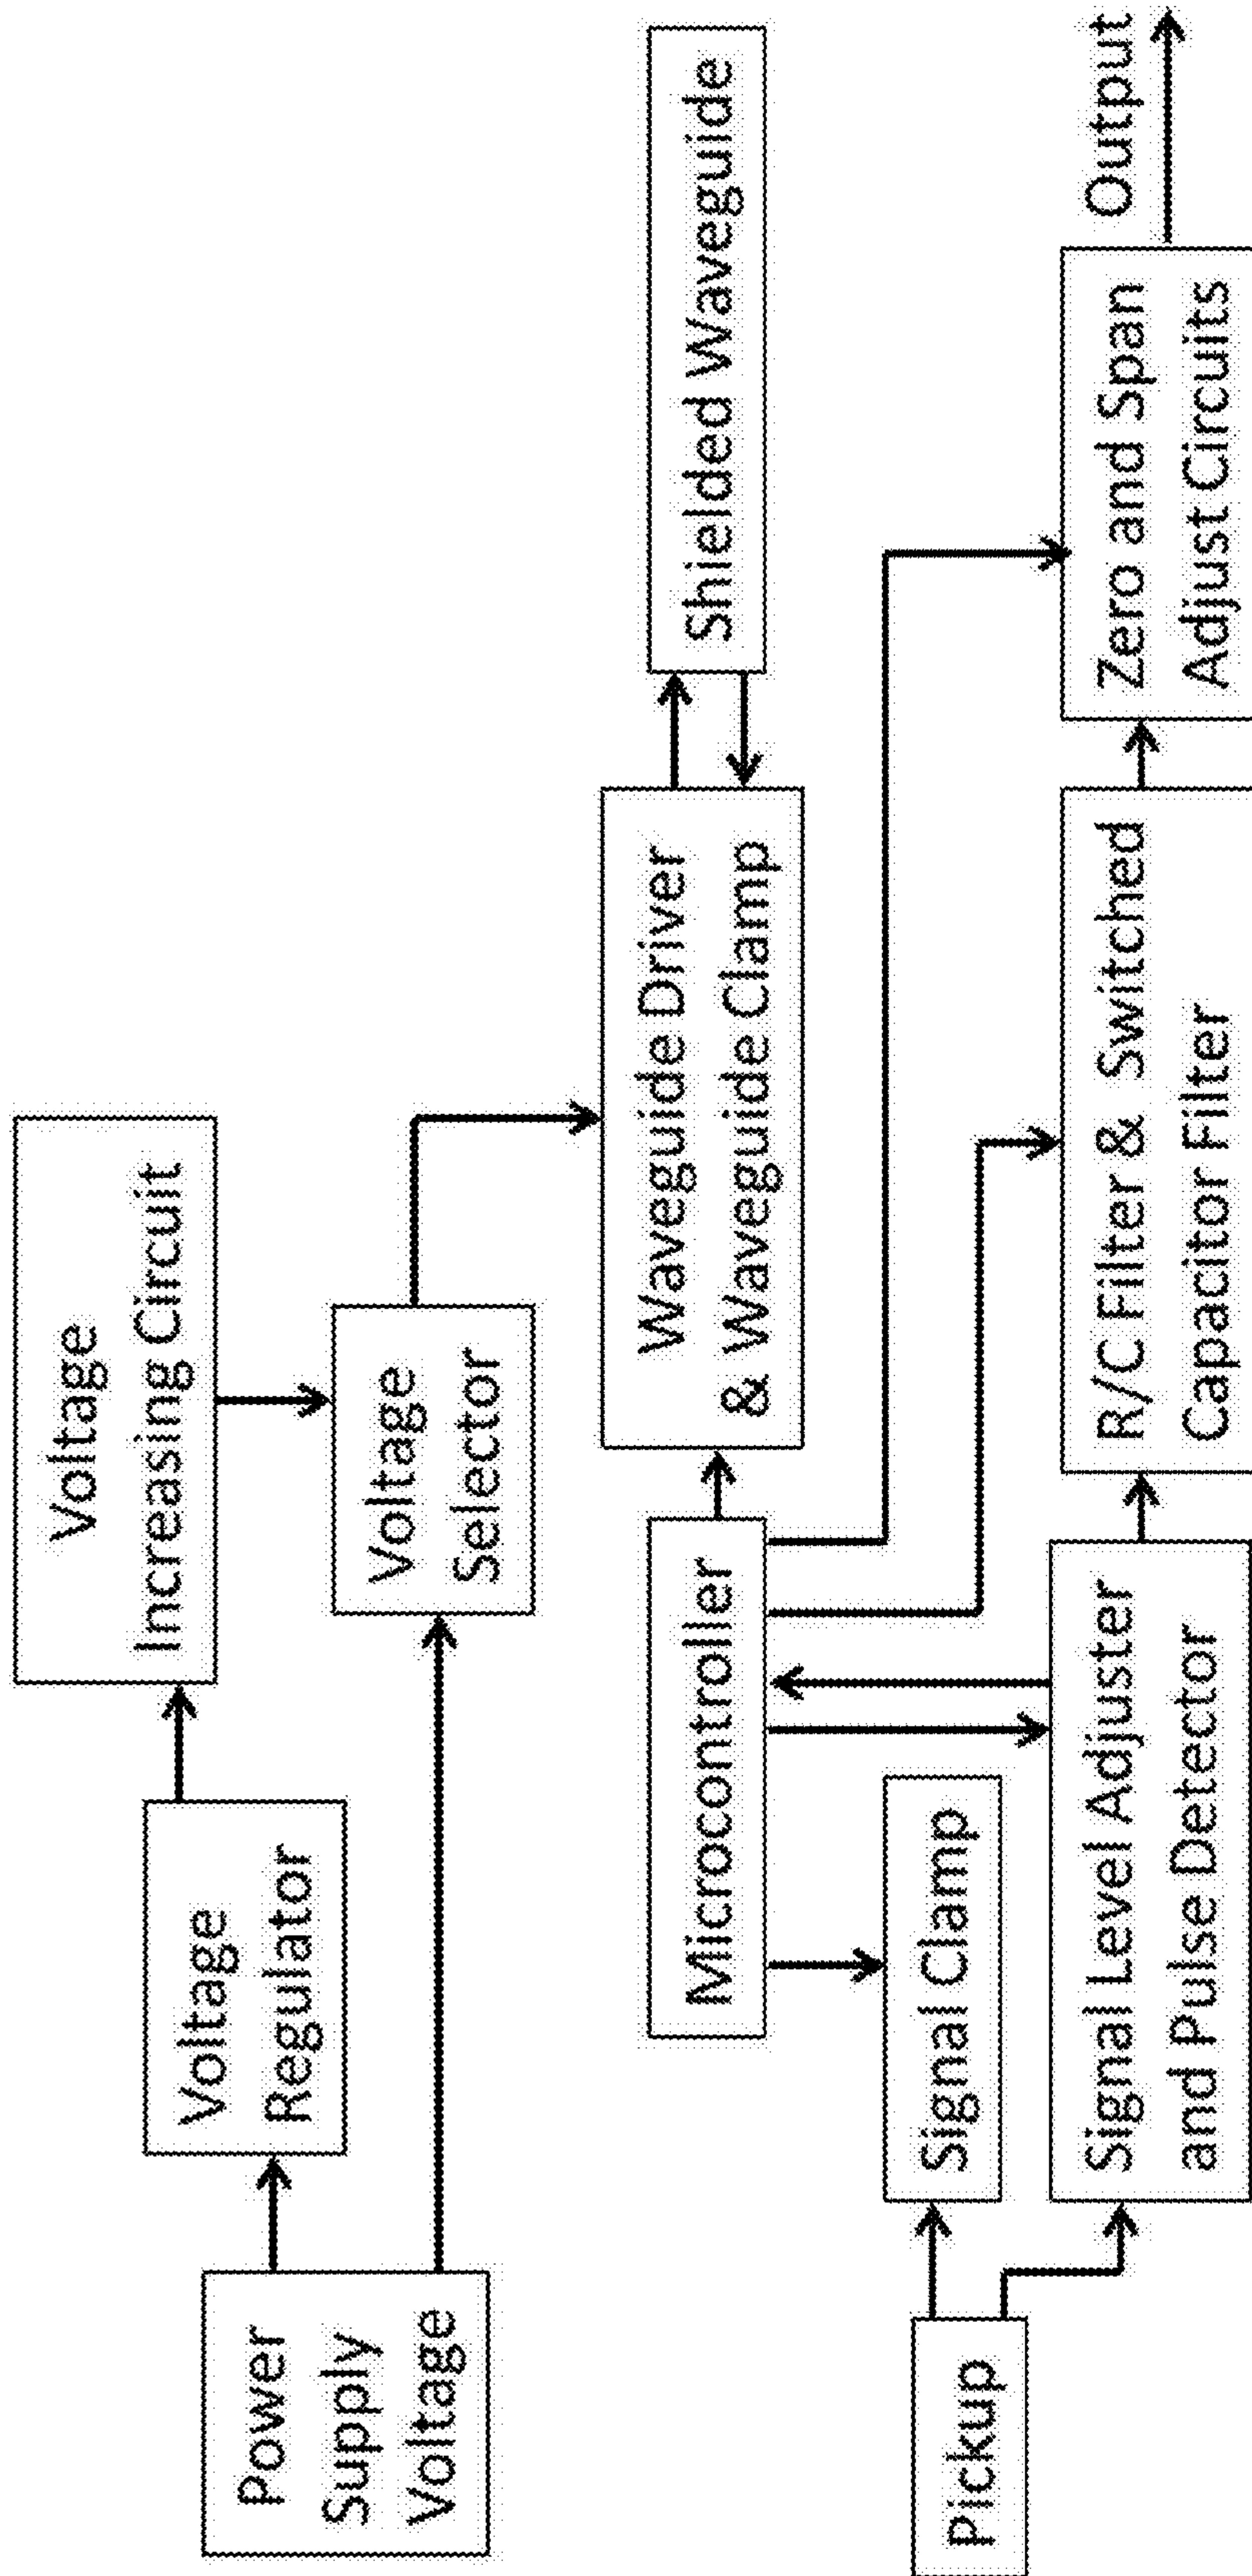 Voltage
Increasing Circuit
Voltage
Regulator
Power
Supply
Voltage
Voltage
Selector
Shielded Waveguide
Waveguide Driver
& Waveguide Clamp
Microcontroller
Signal Clamp
Pickup
Signal Level Adjuster
and Pulse Detector
R/C Filter & Switched
Capacitor Filter
Zero and Span
Adjust Circuits
Output